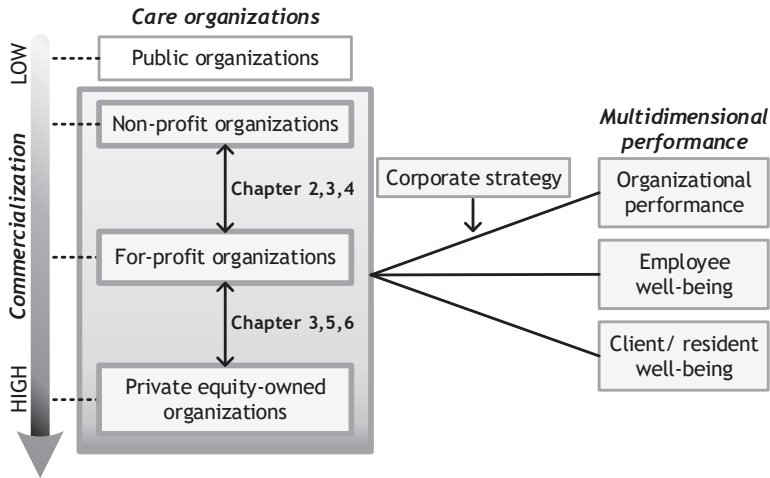 Care organizations
LOW
Public organizations
Non-profit organizations
Chapter 2,3,4
Commercialization
For-profit organizations
Chapter 3,5,6
HIGH
Private equity-owned
organizations
Corporate strategy
Multidimensional
performance
Organizational
performance
Employee
well-being
Client/ resident
well-being